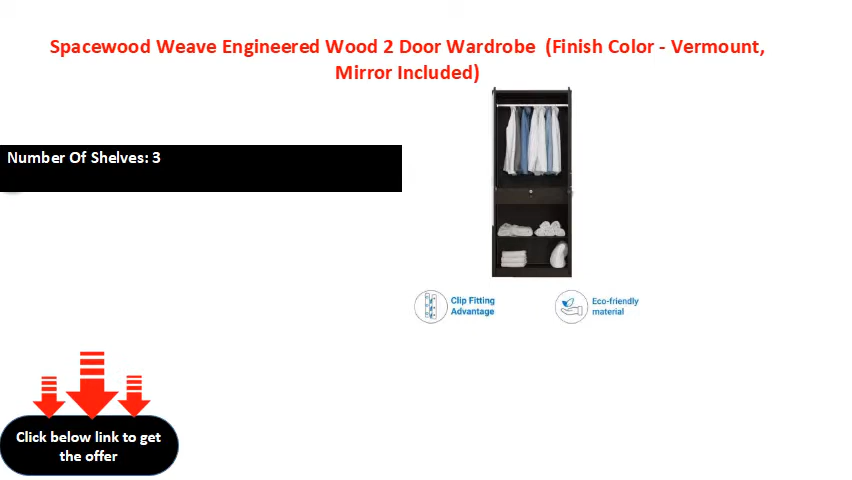 Spacewood Weave Engineered Wood 2 Door Wardrobe (Finish Color - Vermount,
Mirror Included)
Number Of Shelves: 3
Clip Fitting
Advantage
Eco-friendly
material
Click below link to get
the offer